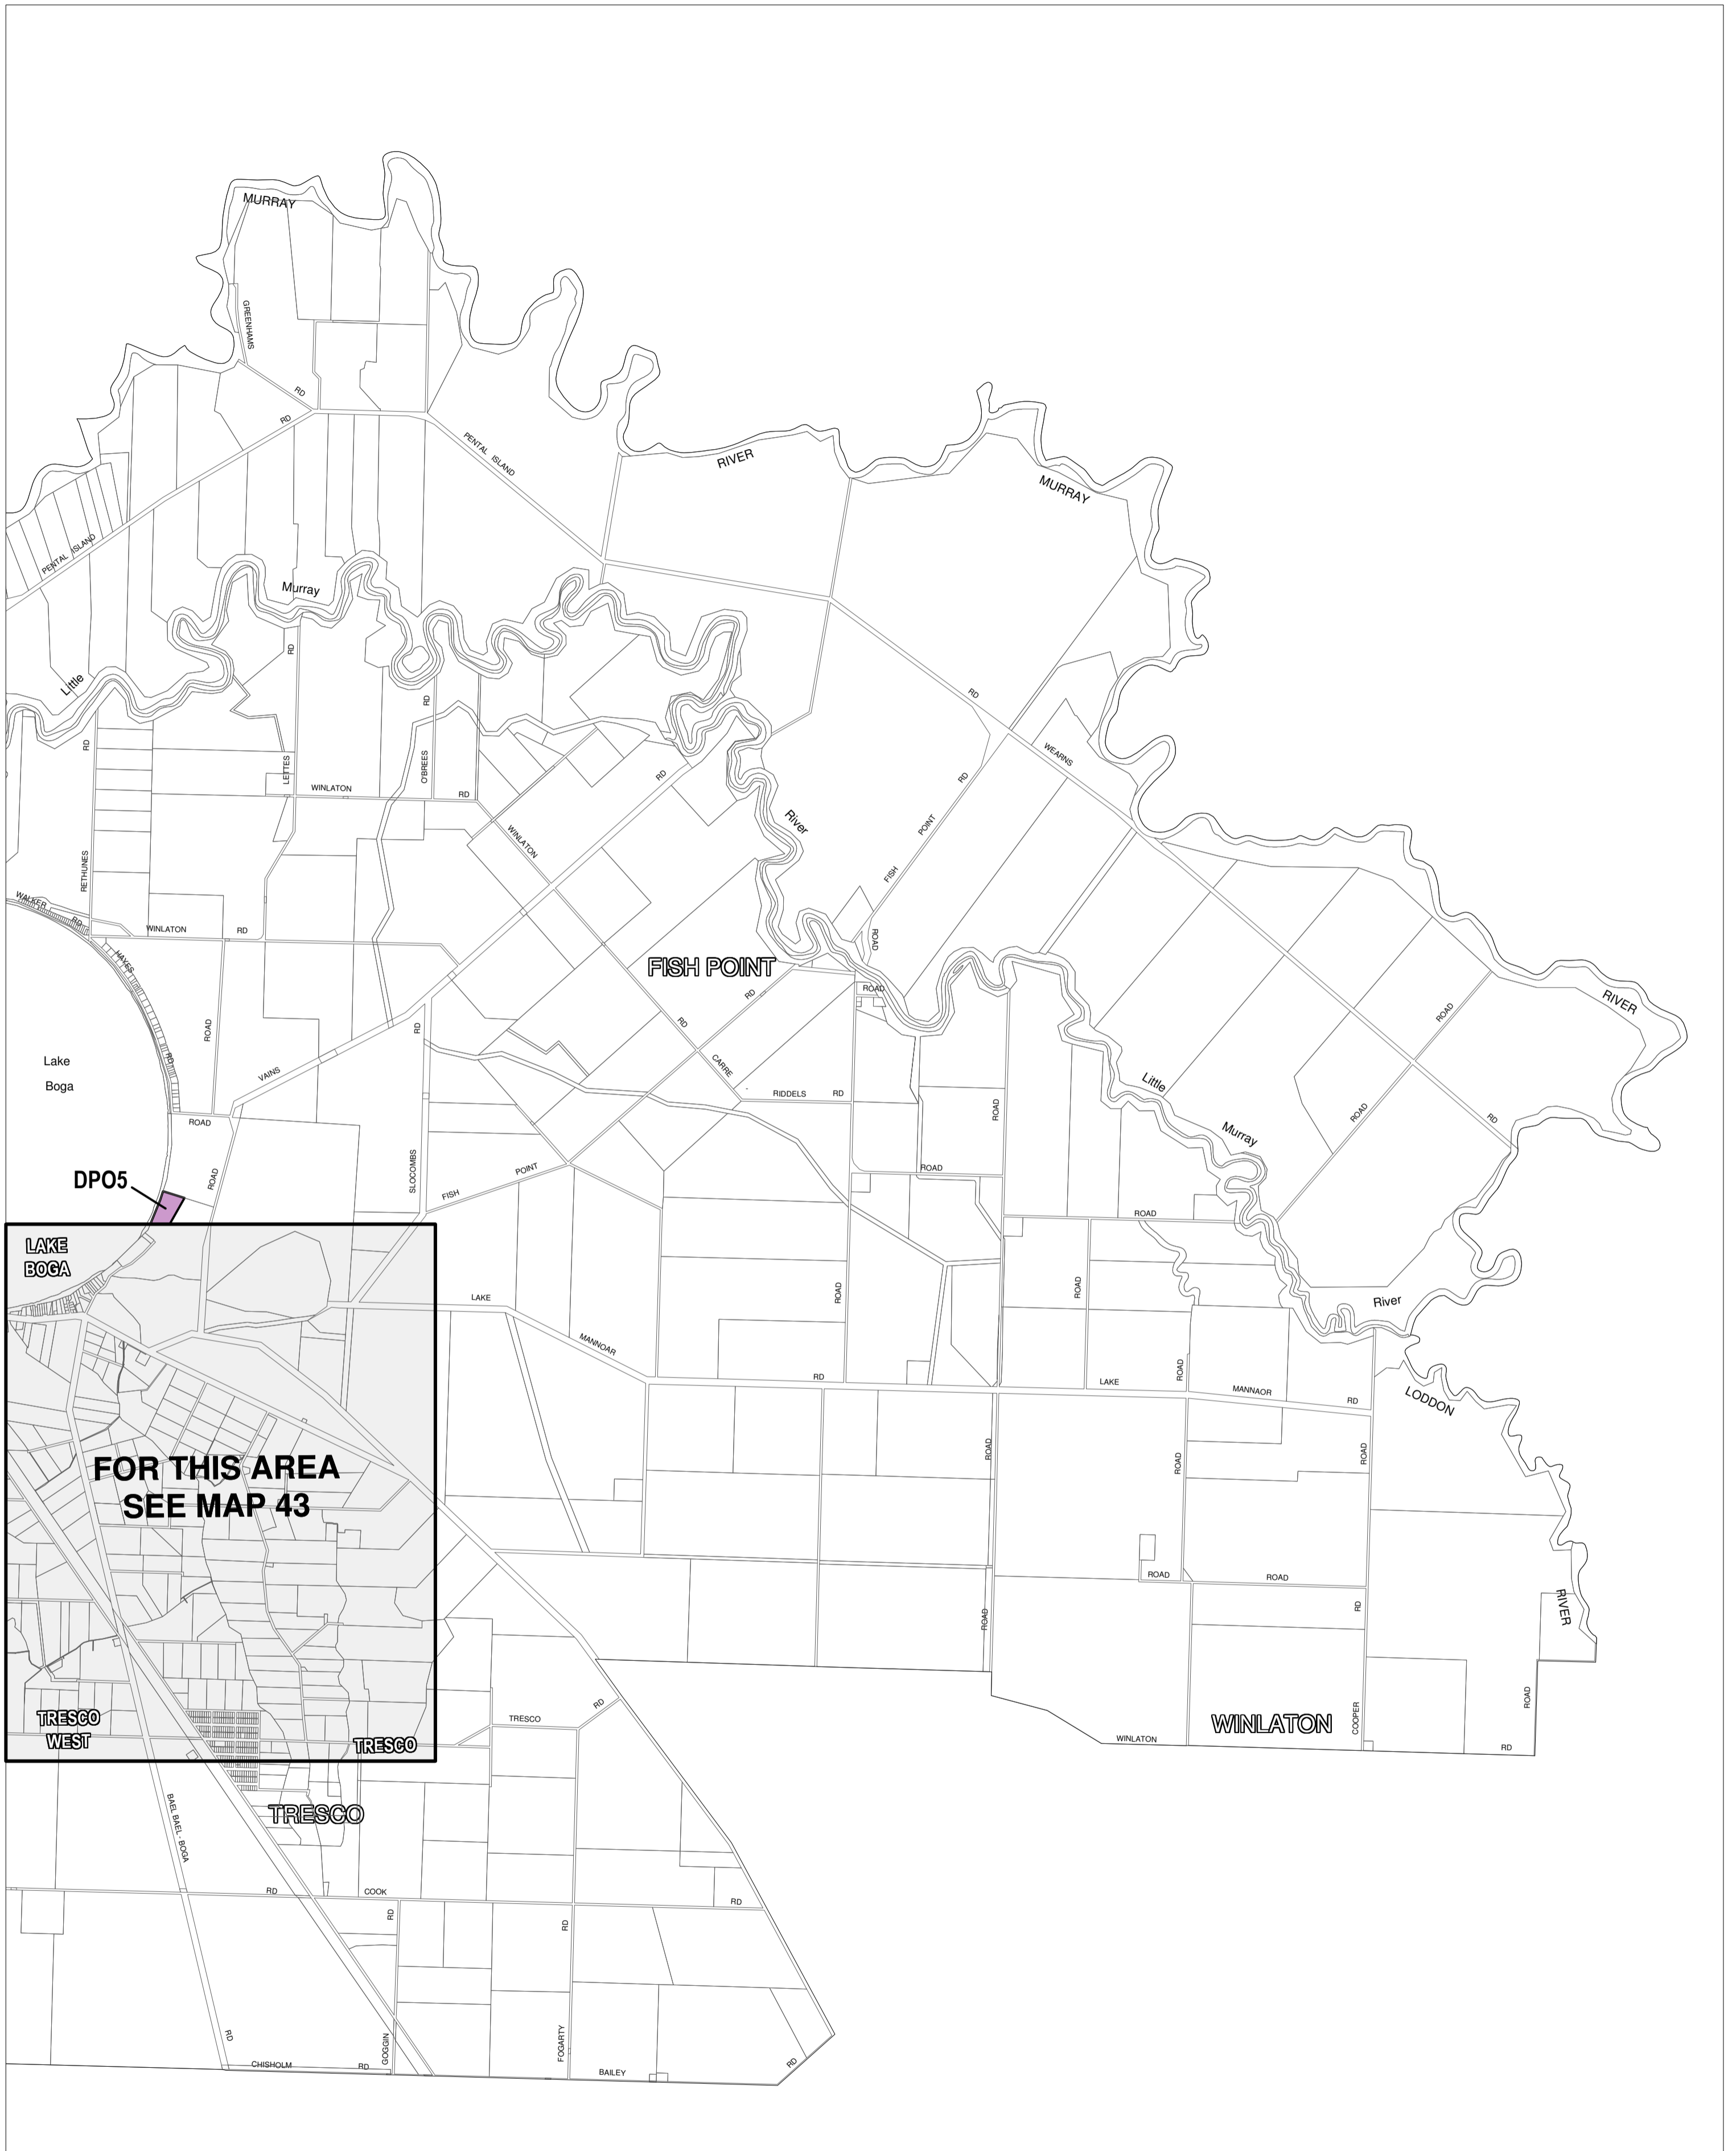 MURRAY
GREENHAMS
RD
RD
PENTAL ISLAND
RIVER
MURRAY
PENTAL ISLAND
Murray
Little
RD
RD
RD
RD
WEARNS
RD
LETTES
O'BREES
WINLATON
RD
RD
POINT
FISH
River
WINLATON
RETHUNES
WALKER
RD
WINLATON
RD
HAYES
ROAD
FISH POINT
RD
ROAD
RIVER
ROAD
ROAD
RD
RD
Lake
Boga
RD
VAINS
CARRE
RIDDELS
RD
ROAD
Little
ROAD
RD
ROAD
Murray
DPO5
ROAD
SLOCOMBS
POINT
FISH
ROAD
ROAD
LAKE
BOGA
LAKE
MANNOAR
ROAD
ROAD
River
RD
LAKE
ROAD
MANNAOR
RD
LODDON
FOR THIS AREA
SEE MAP 43
ROAD
ROAD
ROAD
ROAD
ROAD
ROAD
RD
RIVER
TRESCO
WEST
TRESCO
TRESCO
RD
WINLATON
WINLATON
COOPER
RD
ROAD
BAEL BAEL - BOGA
TRESCO
RD
COOK
RD
RD
RD
RD
GOGGIN
FOGARTY
CHISHOLM
RD
BAILEY
RD